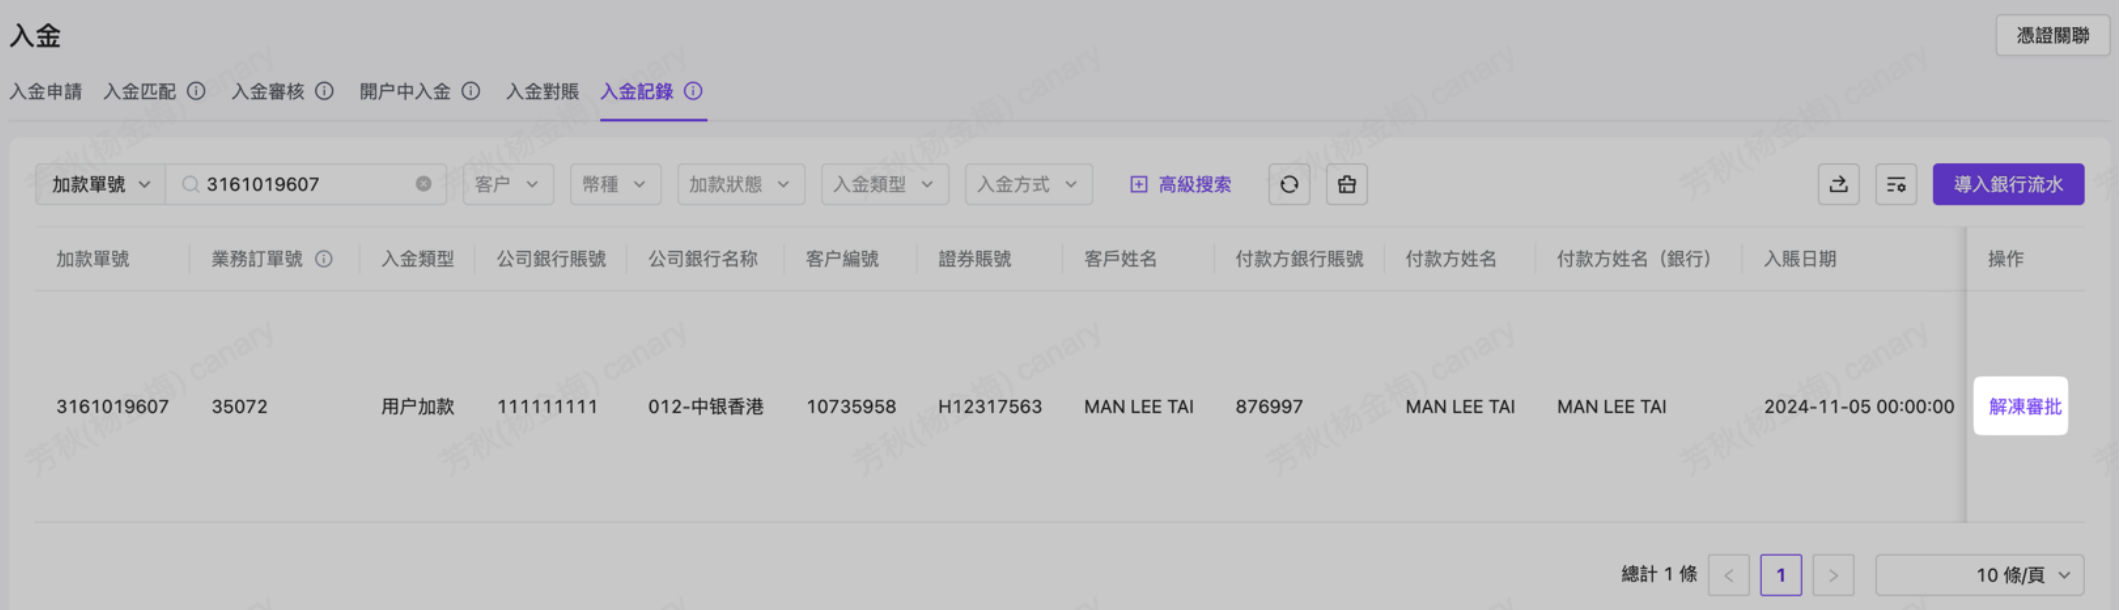 入金
憑證關聯
入金申請 入金匹配 入金審核 開户中入金 入金對賬 入金記錄
加款單號 3161019607 客户 幣種 加款狀態 入金類型 入金方式 高級搜索 導入銀行流水
加款單號 業務訂單號 入金類型 公司銀行賬號 公司銀行名称 客户編號 證券賬號 客戶姓名 付款方銀行賬號 付款方姓名 付款方姓名（銀行） 入賬日期 操作
3161019607 35072 用户加款 111111111 012-中银香港 10735958 H12317563 MAN LEE TAI 876997 MAN LEE TAI MAN LEE TAI 2024-11-05 00:00:00 解凍審批
總計 1 條 < 1 > 10 條/頁
芳秋(杨金梅) canary